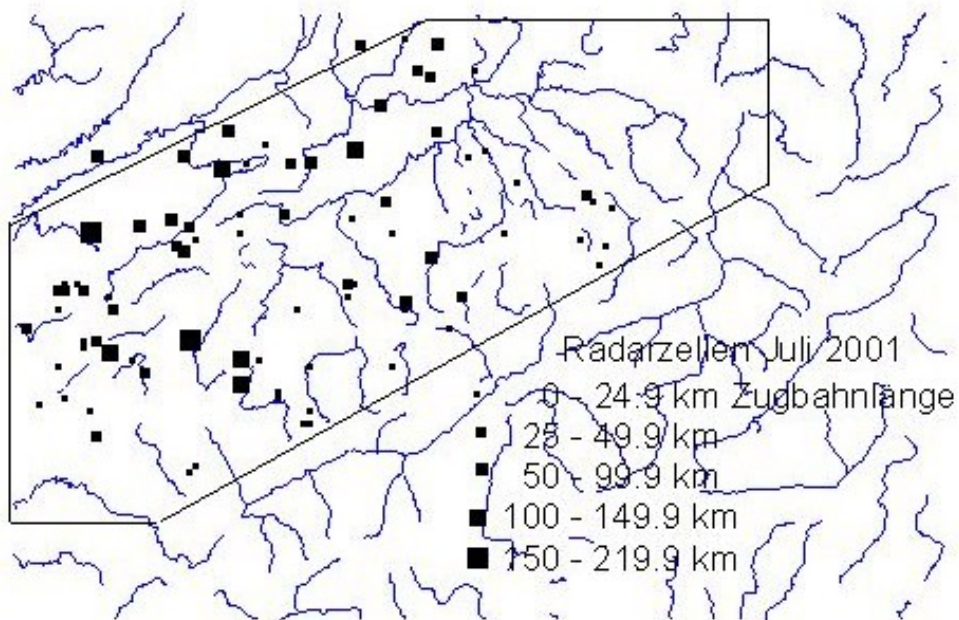 Radarzellen Juli 2001
0 - 24.9 km Zugbahnlänge
25 - 49.9 km
50 - 99.9 km
100 - 149.9 km
150 - 219.9 km